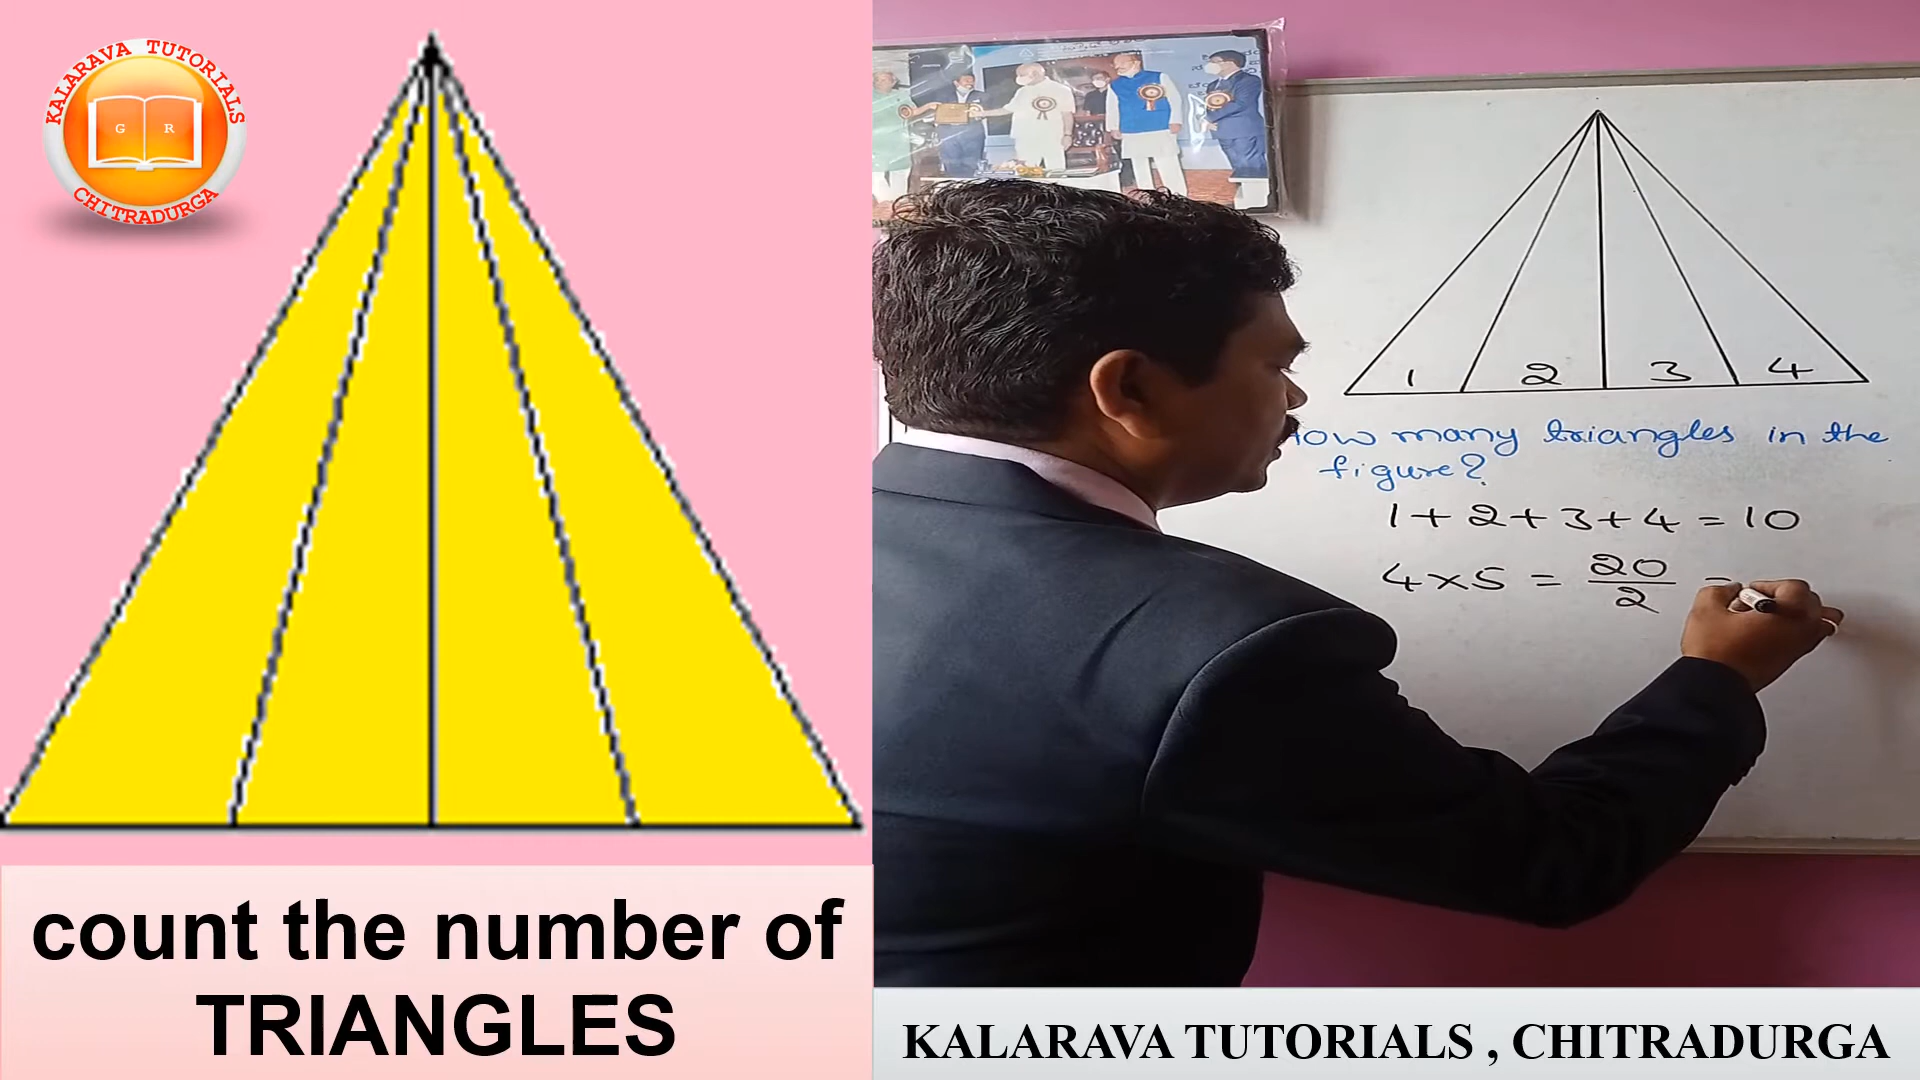 KALARAVA TUTORIALS
G R
CHITRADURGA
count the number of
TRIANGLES
1 2 3 4
How many triangles in the
figure?
1 + 2 + 3 + 4 = 10
4 × 5 = 20/2 =
KALARAVA TUTORIALS , CHITRADURGA